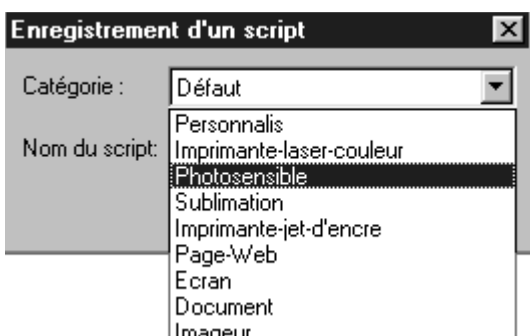 Enregistrement d'un script
Catégorie :
Défaut
Nom du script:
Personnalis
Imprimante-laser-couleur
Photosensible
Sublimation
Imprimante-jet-d'encre
Page-Web
Ecran
Document
Imageur